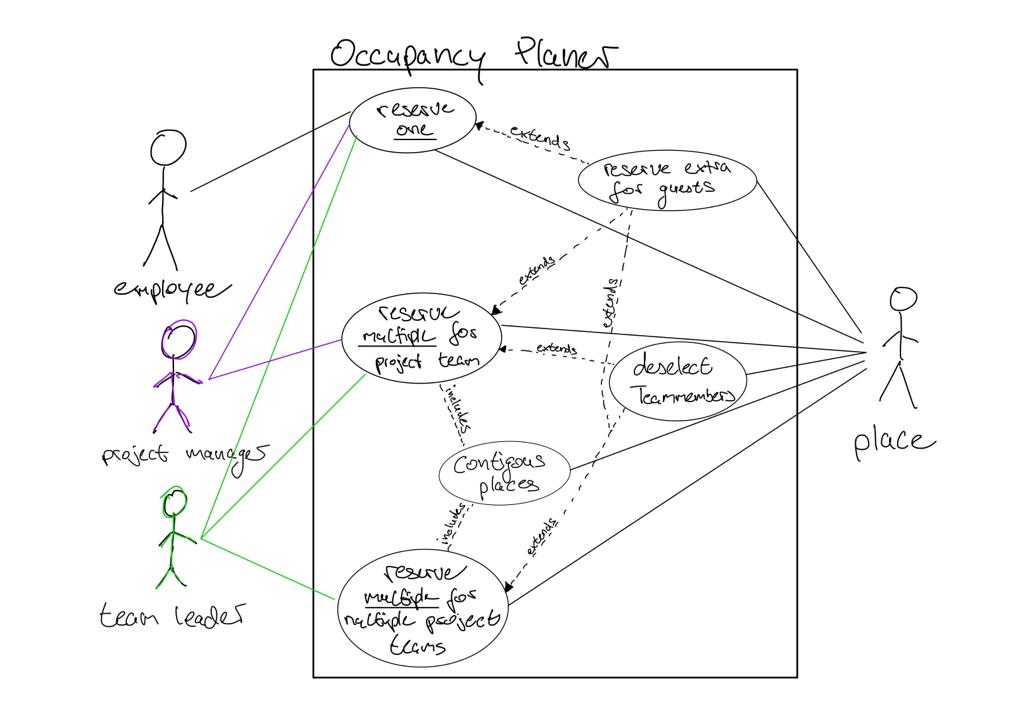 Occupancy Planer
reserve
one
extends
reserve extra
for guests
employee
extends
extends
reserve
multiple for
project team
extends
deselect
Teammembers
project manager
includes
place
contigous
places
includes
extends
team leader
reserve
multiple for
multiple project
teams